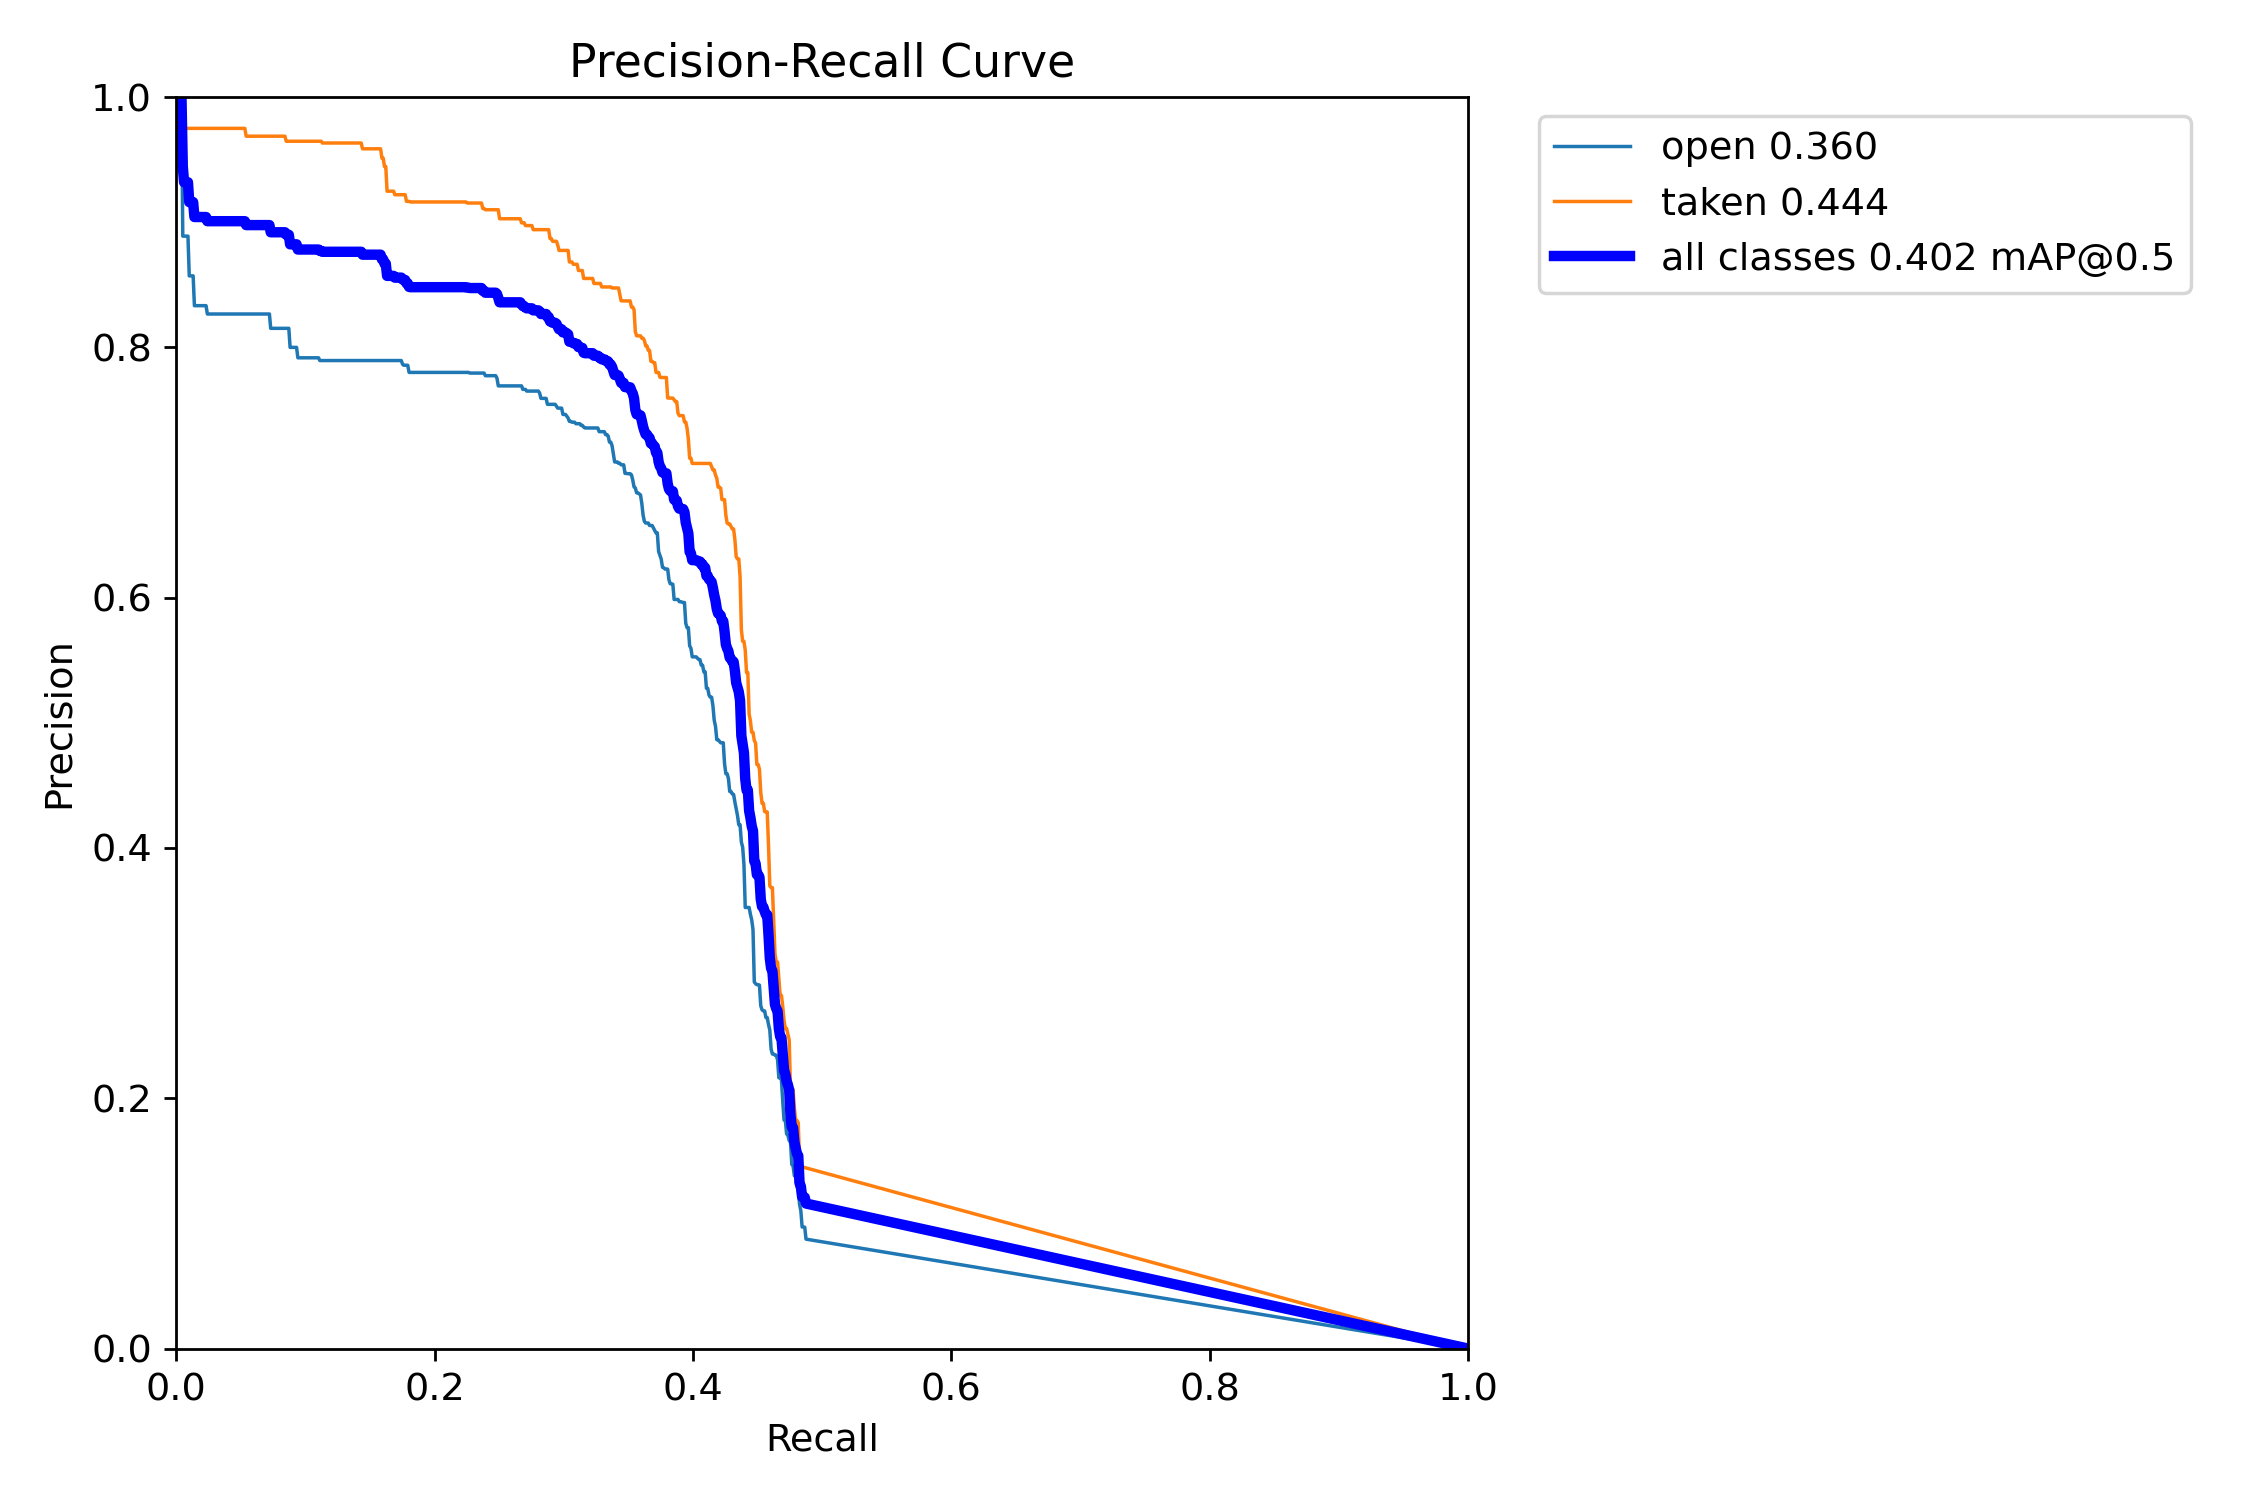 Precision-Recall Curve
1.0
0.8
0.6
0.4
0.2
0.0
Precision
0.0 0.2 0.4 0.6 0.8 1.0
Recall
open 0.360
taken 0.444
all classes 0.402 mAP@0.5